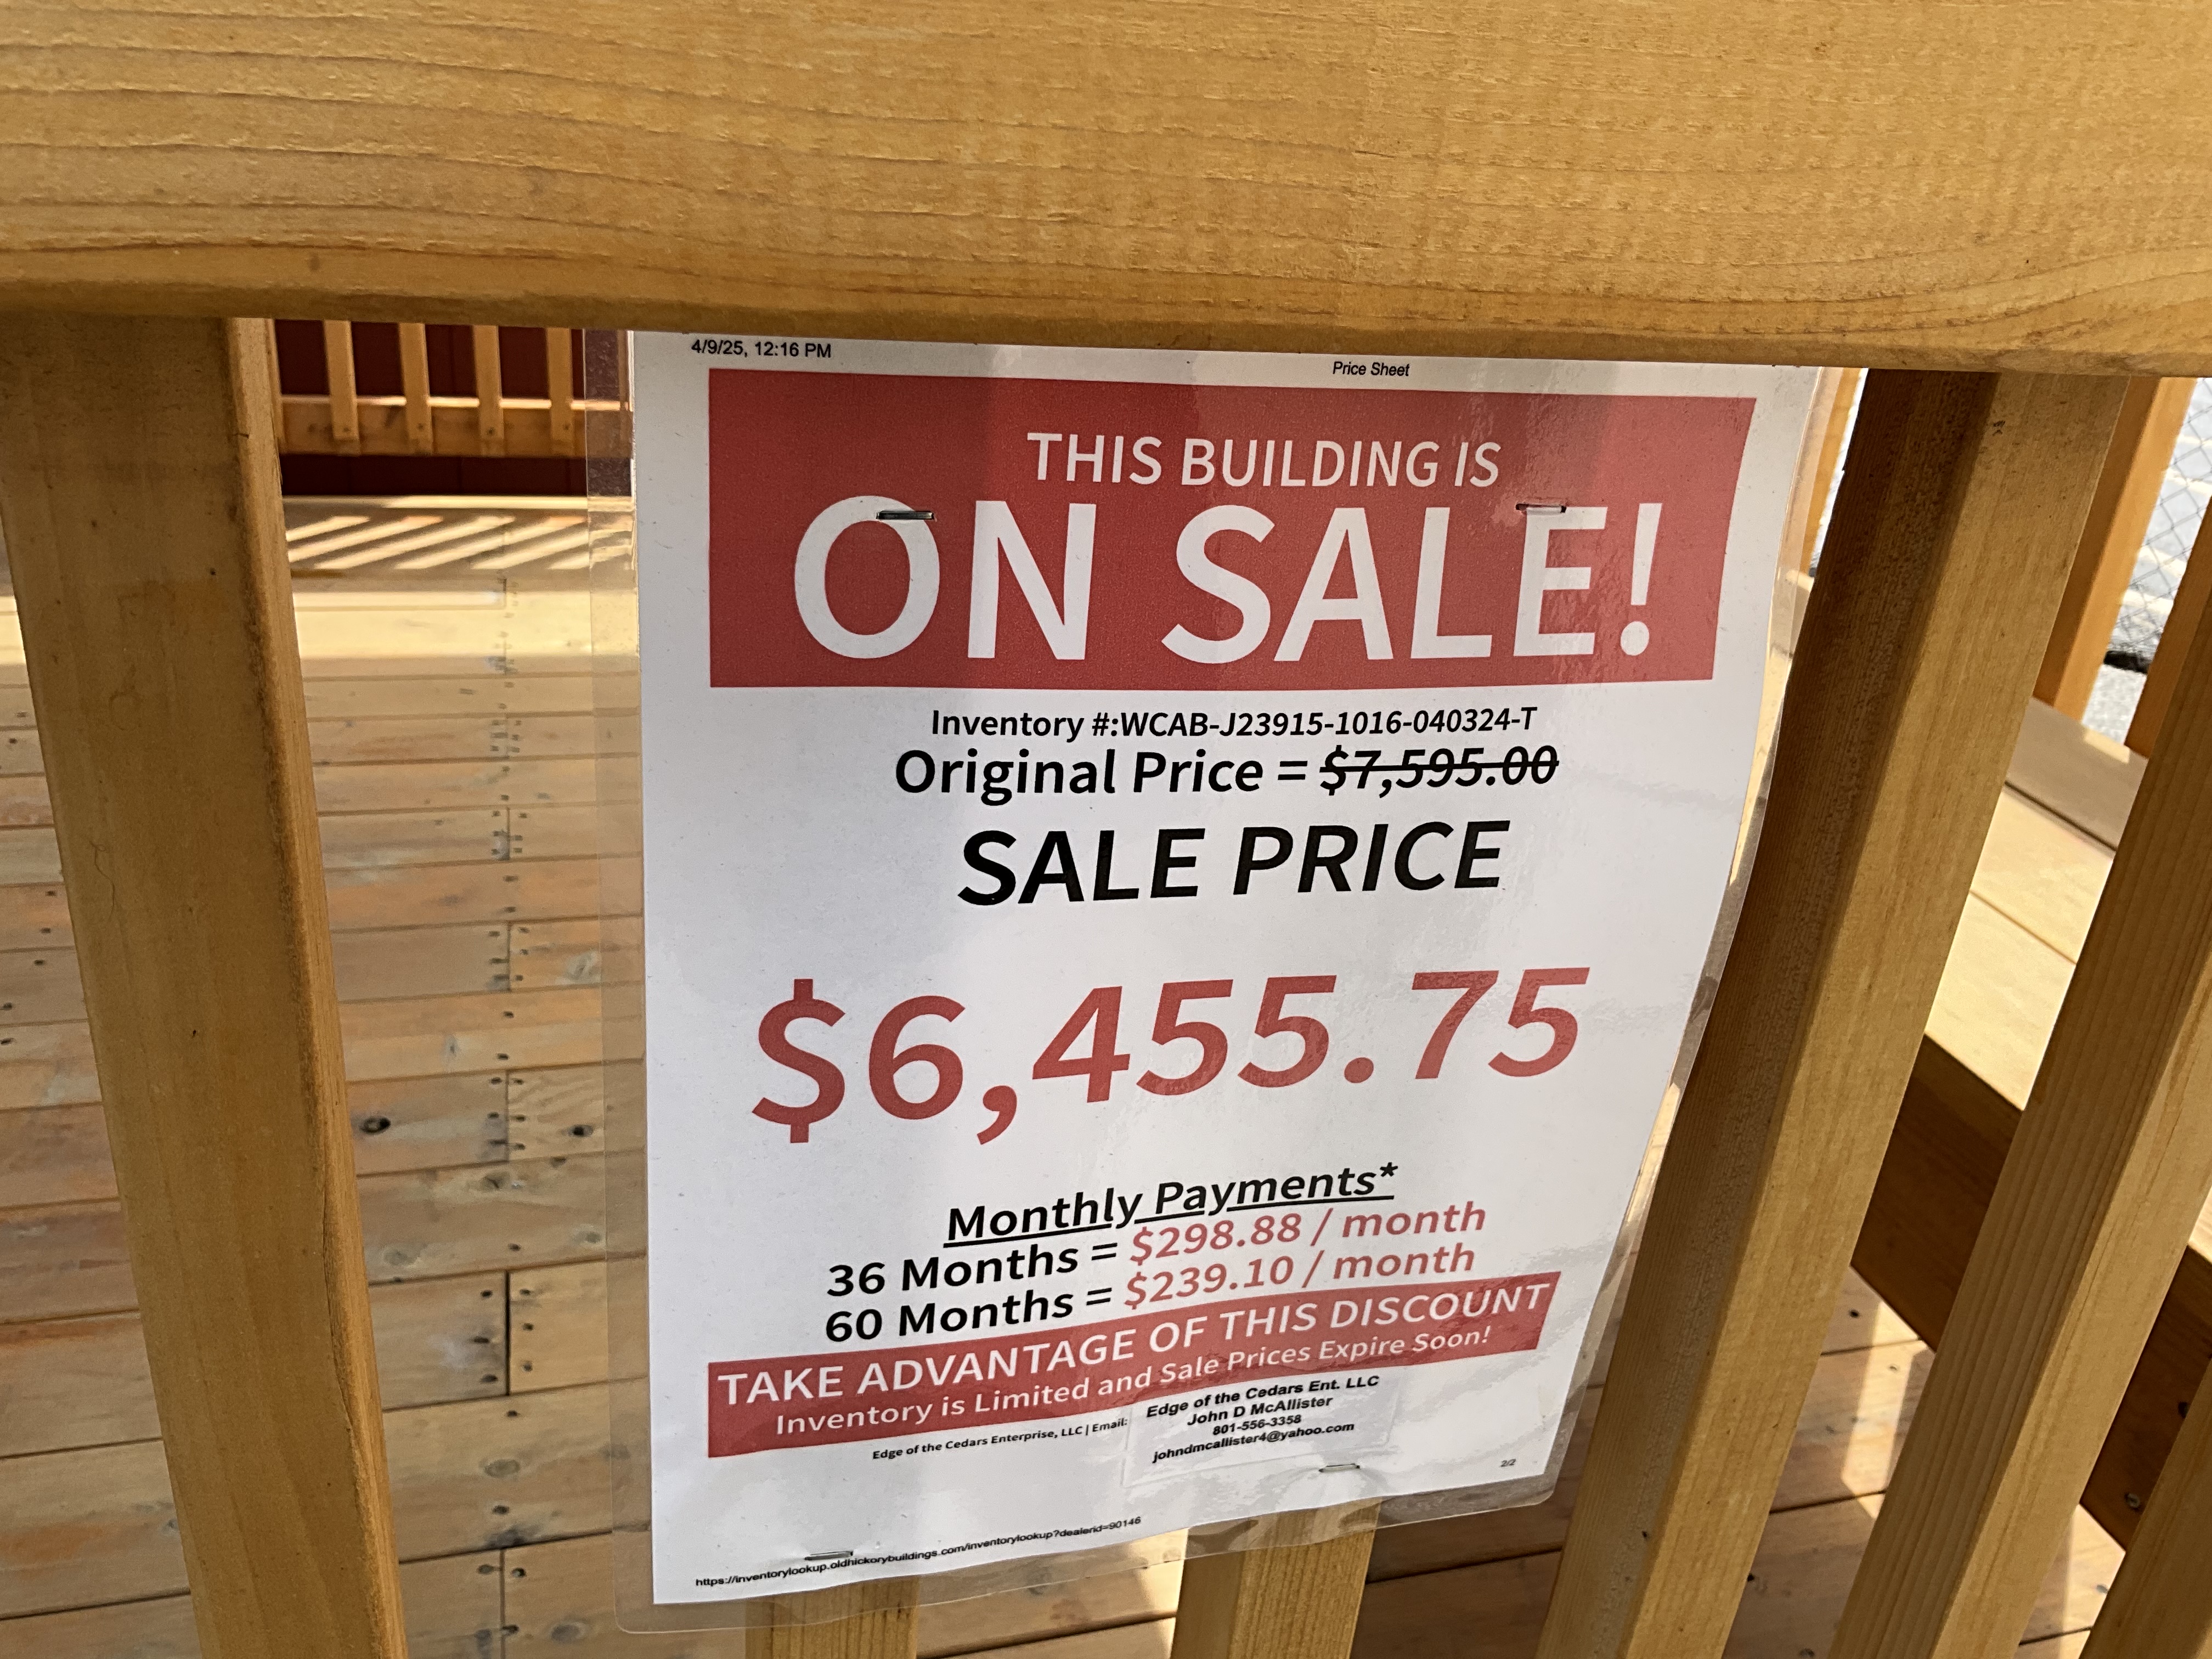 4/9/25, 12:16 PM
Price Sheet
THIS BUILDING IS
ON SALE!
Inventory #:WCAB-J23915-1016-040324-T
Original Price = $7,595.00
SALE PRICE
$6,455.75
Monthly Payments*
36 Months = $298.88 / month
60 Months = $239.10 / month
TAKE ADVANTAGE OF THIS DISCOUNT
Inventory is Limited and Sale Prices Expire Soon!
Edge of the Cedars Enterprise, LLC | Email:
Edge of the Cedars Ent. LLC
John D McAllister
801-556-3358
johndmcallister4@yahoo.com
2/2
https://inventorylookup.oldhickorybuildings.com/inventorylookup?dealerid=90146